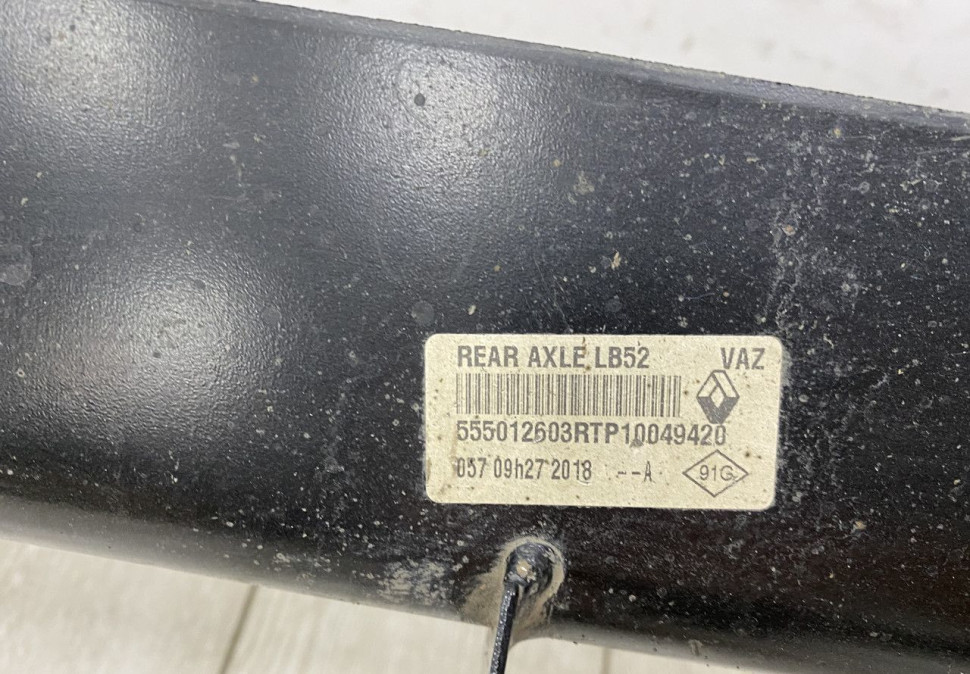 REAR AXLE LB52 VAZ
555012603RTP10049420
057 09h27 2018 --A 91G